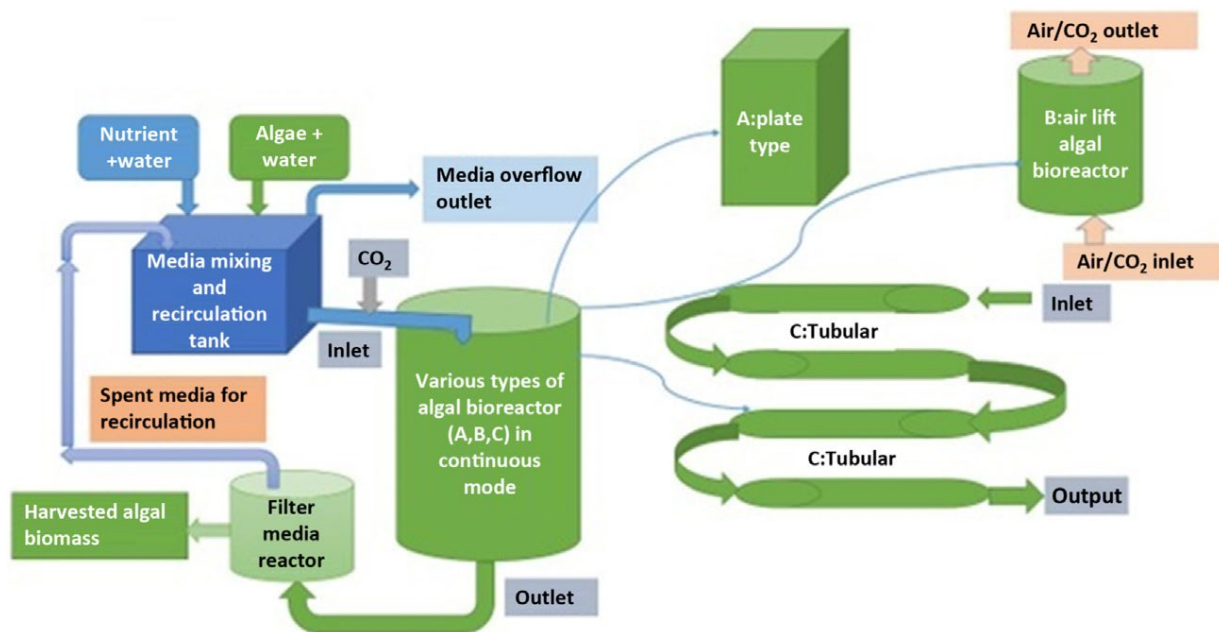 Nutrient
+water
Algae +
water
Media overflow
outlet
Media mixing
and
recirculation
tank
CO₂
Inlet
Various types of
algal bioreactor
(A,B,C) in
continuous
mode
Spent media for
recirculation
Filter
media
reactor
Harvested algal
biomass
Outlet
A:plate
type
Air/CO₂ outlet
B:air lift
algal
bioreactor
Air/CO₂ inlet
Inlet
C:Tubular
C:Tubular
Output